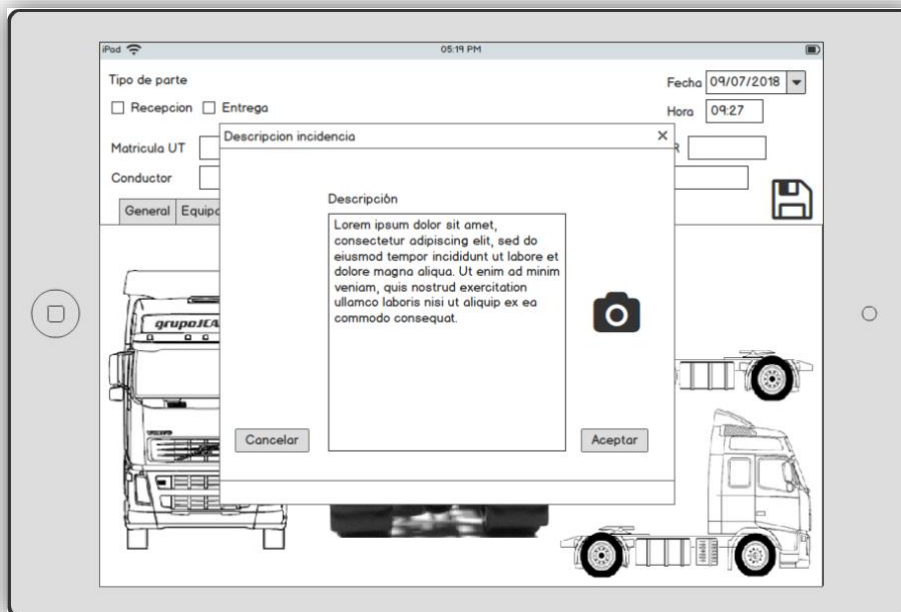 iPad
05:19 PM
Tipo de parte
Fecha 09/07/2018
Recepcion Entrega
Hora 09:27
Descripcion incidencia X
Matricula UT
Conductor
General
Descripción
Lorem ipsum dolor sit amet,
consectetur adipiscing elit, sed do
eiusmod tempor incididunt ut labore et
dolore magna aliqua. Ut enim ad minim
veniam, quis nostrud exercitation
ullamco laboris nisi ut aliquip ex ea
commodo consequat.
grupoJCA
VOLVO
Cancelar
Aceptar